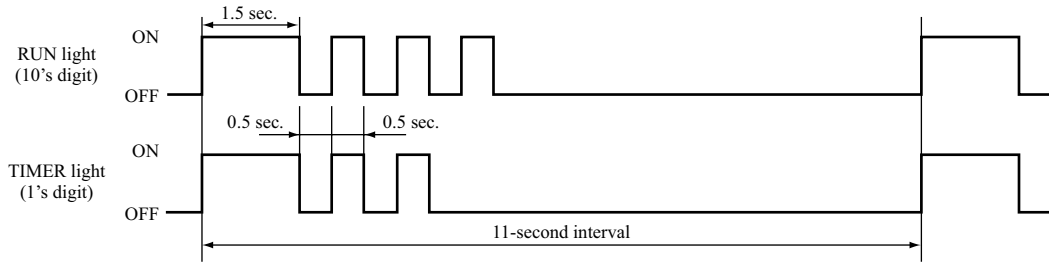 1.5 sec.
ON
RUN light
(10's digit)
OFF
0.5 sec.
0.5 sec.
ON
TIMER light
(1's digit)
OFF
11-second interval